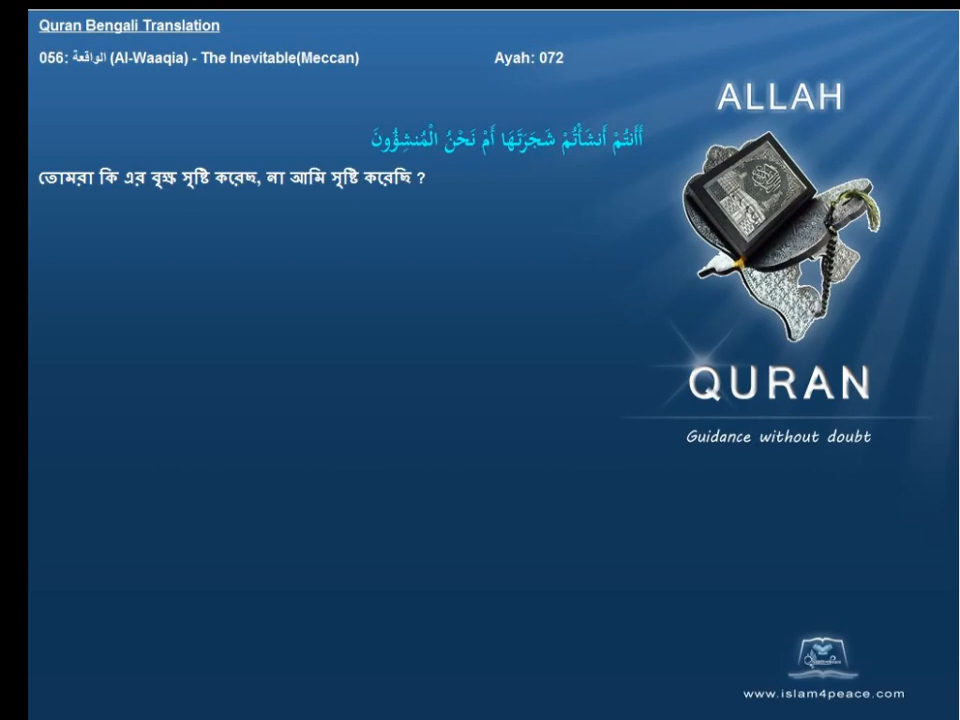 Quran Bengali Translation
056: الواقعة (Al-Waaqia) - The Inevitable(Meccan) Ayah: 072
أَأَنتُمْ أَنشَأْتُمْ شَجَرَتَهَا أَمْ نَحْنُ الْمُنشِؤُونَ
তোমরা কি এর বৃক্ষ সৃষ্টি করেছ, না আমি সৃষ্টি করেছি ?
ALLAH
QURAN
Guidance without doubt
www.islam4peace.com